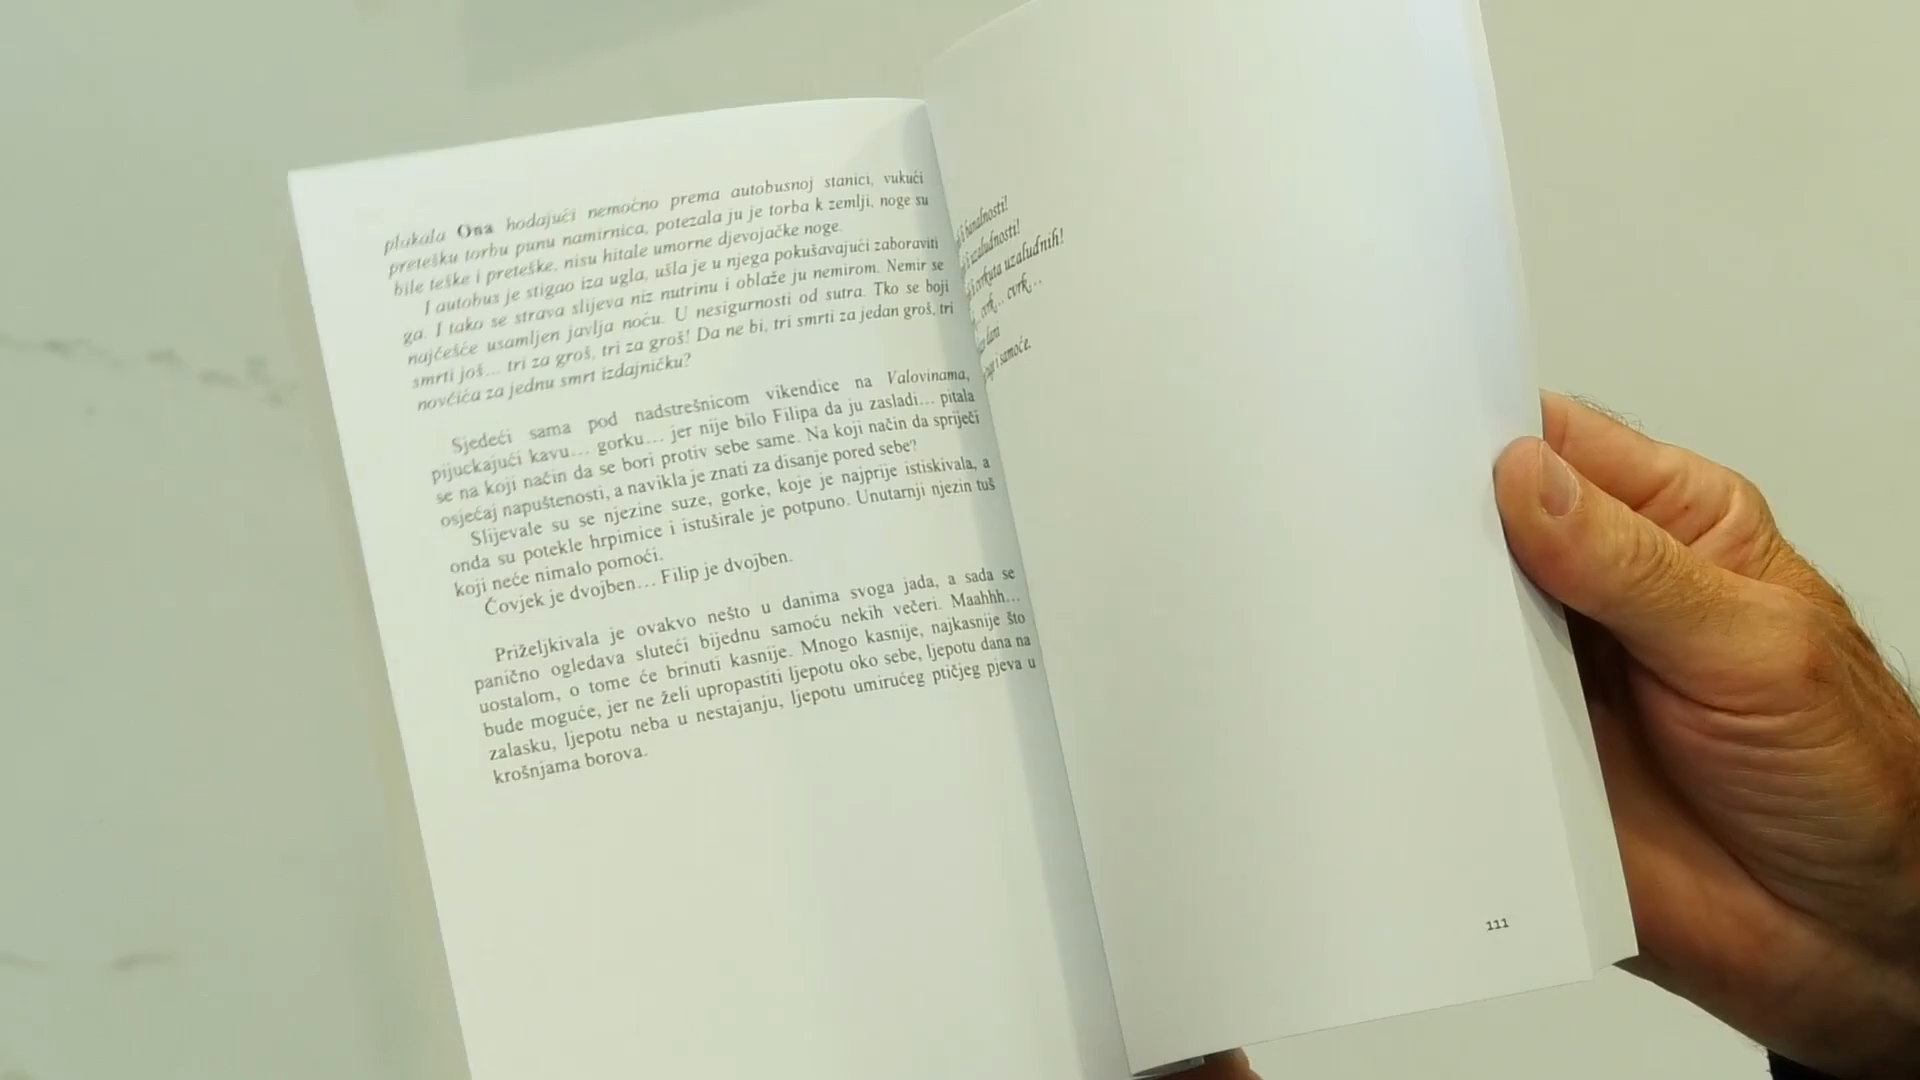 plakala Ona hodajući nemoćno prema autobusnoj stanici, vukući
pretešku torbu punu namirnica, potezala ju je torba k zemlji, noge su
bile teške i preteške, nisu hitale umorne djevojačke noge.
I autobus je stigao iza ugla, ušla je u njega pokušavajući zaboraviti
ga. I tako se strava slijeva niz nutrinu i oblaže ju nemirom. Nemir se
najčešće usamljen javlja noću. U nesigurnosti od sutra. Tko se boji
smrti još... tri za groš, tri za groš! Da ne bi, tri smrti za jedan groš, tri
novčića za jednu smrt izdajničku?
Sjedeći sama pod nadstrešnicom vikendice na Valovinama,
pijuckajući kavu... gorku... jer nije bilo Filipa da ju zasladi... pitala
se na koji način da se bori protiv sebe same. Na koji način da spriječi
osjećaj napuštenosti, a navikla je znati za disanje pored sebe?
Slijevale su se njezine suze, gorke, koje je najprije istiskivala, a
onda su potekle hrpimice i istuširale je potpuno. Unutarnji njezin tuš
koji neće nimalo pomoći.
Čovjek je dvojben... Filip je dvojben.
Priželjkivala je ovakvo nešto u danima svoga jada, a sada se
panično ogledava sluteći bijednu samoću nekih večeri. Maahhh...
uostalom, o tome će brinuti kasnije. Mnogo kasnije, najkasnije što
bude moguće, jer ne želi upropastiti ljepotu oko sebe, ljepotu dana na
zalasku, ljepotu neba u nestajanju, ljepotu umirućeg ptičjeg pjeva u
krošnjama borova.
banalnosti!
uzaludnosti!
cvrkuta uzaludnih!
cvrk... cvrk...
dani
i samoće.
111